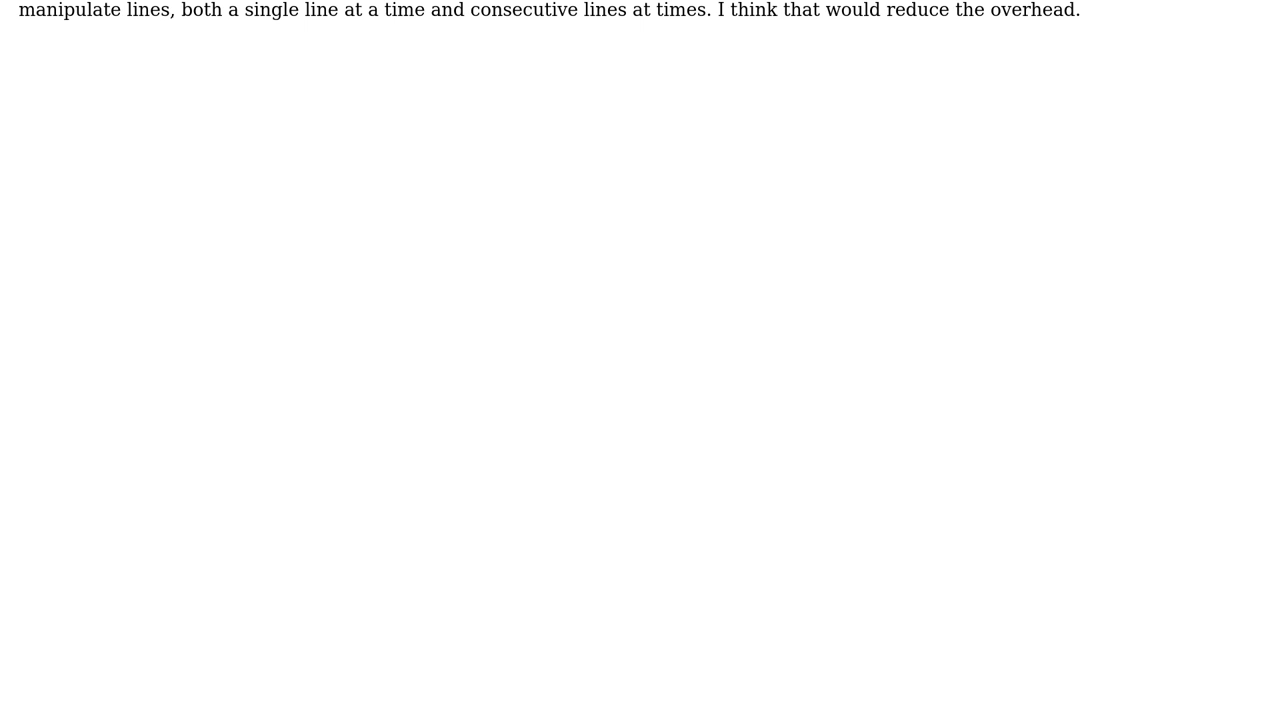 manipulate lines, both a single line at a time and consecutive lines at times. I think that would reduce the overhead.